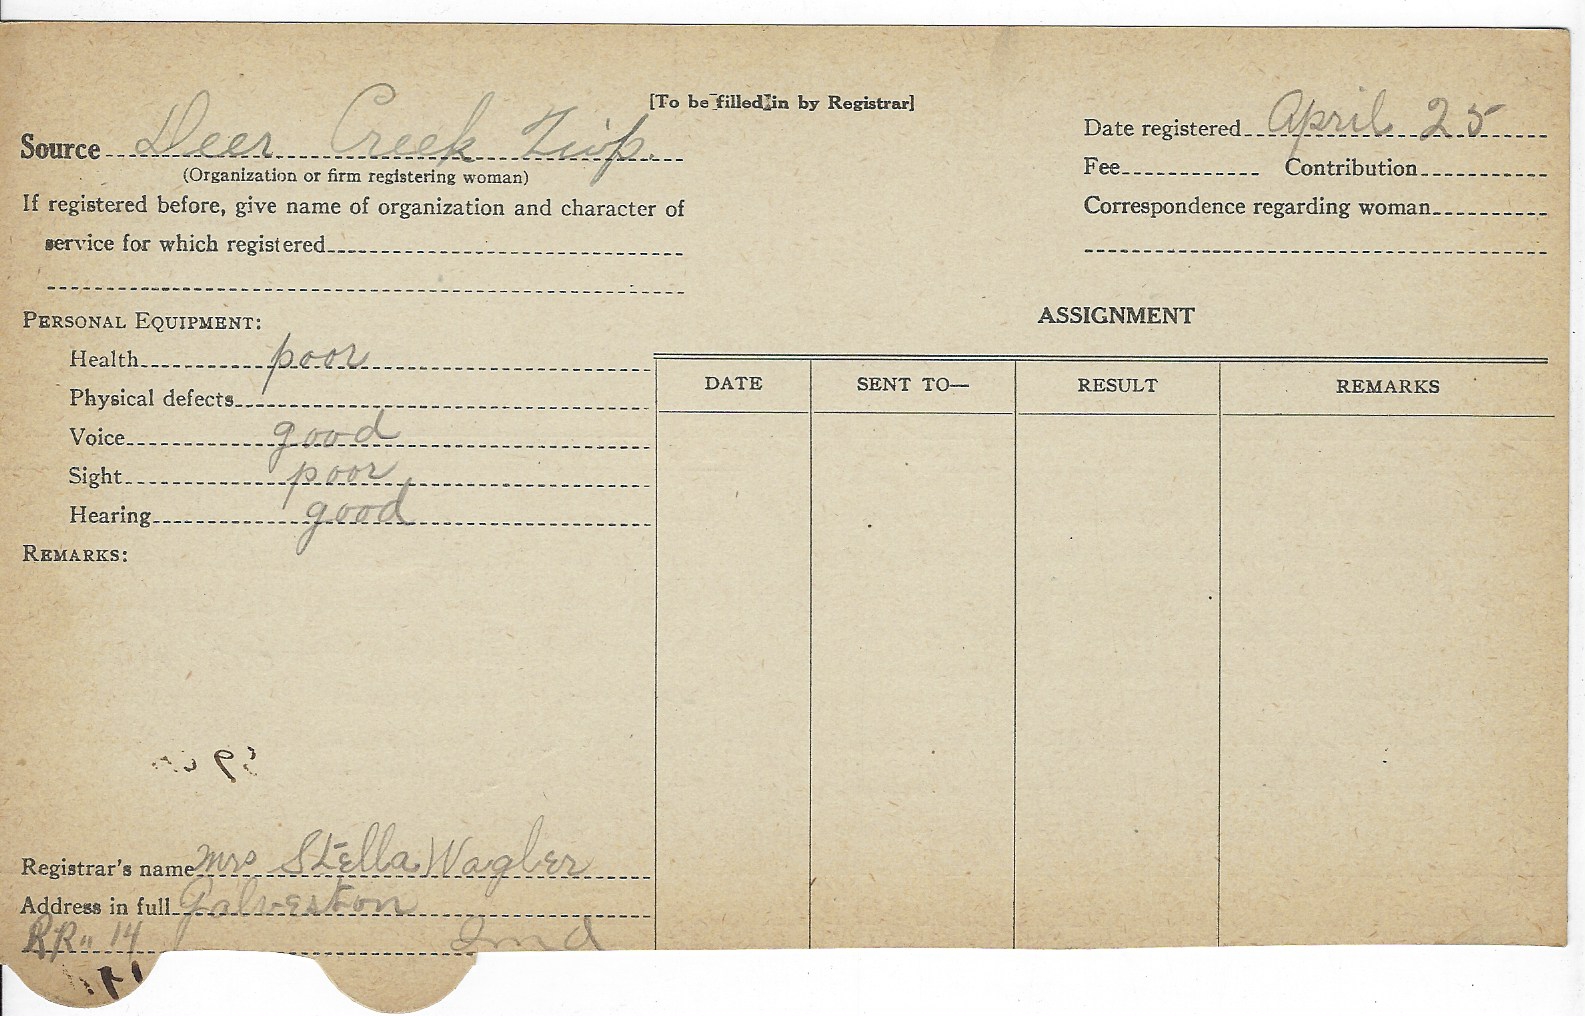 [To be filled in by Registrar]
Source Deer Creek Twp.
(Organization or firm registering woman)
If registered before, give name of organization and character of
service for which registered
Date registered April 25
Fee Contribution
Correspondence regarding woman
PERSONAL EQUIPMENT:
Health poor
Physical defects
Voice good
Sight poor
Hearing good
REMARKS:
ASSIGNMENT
DATE SENT TO— RESULT REMARKS
Registrar's name Mrs Stella Wagler
Address in full Galveston
RR 14 Ind